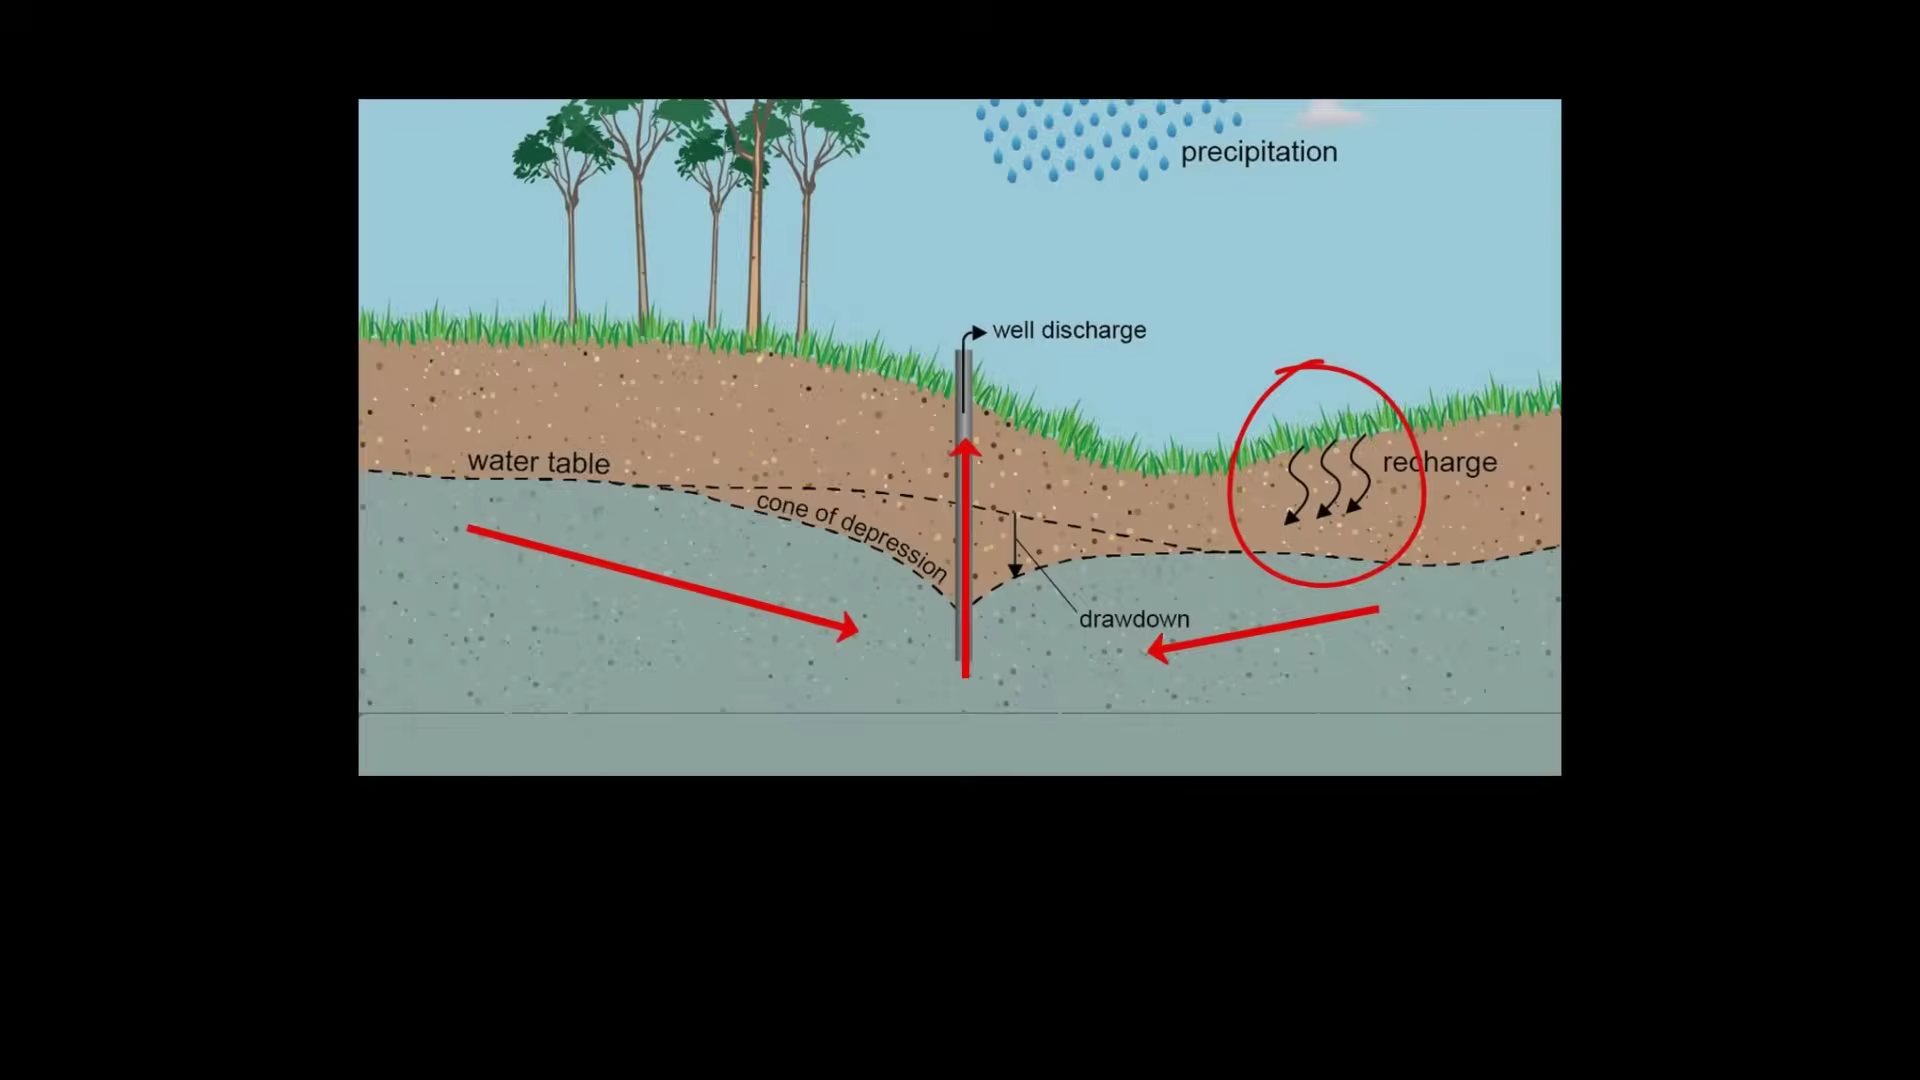 precipitation
well discharge
water table
recharge
cone of depression
drawdown